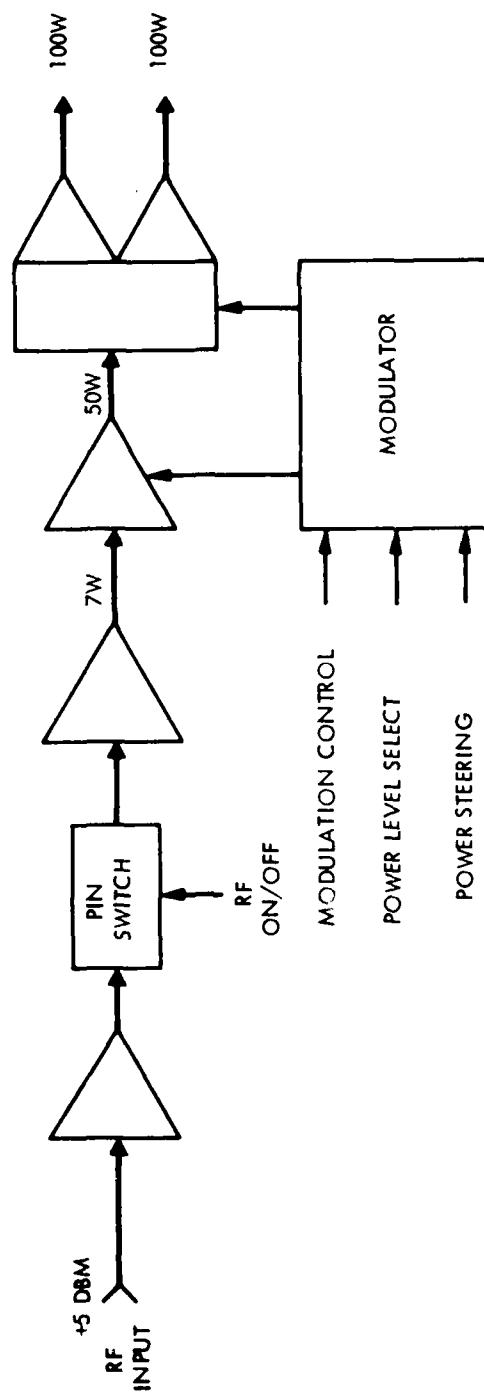 +5 DBM
RF
INPUT
PIN
SWITCH
RF
ON/OFF
7W
50W
100W
100W
MODULATOR
MODULATION CONTROL
POWER LEVEL SELECT
POWER STEERING